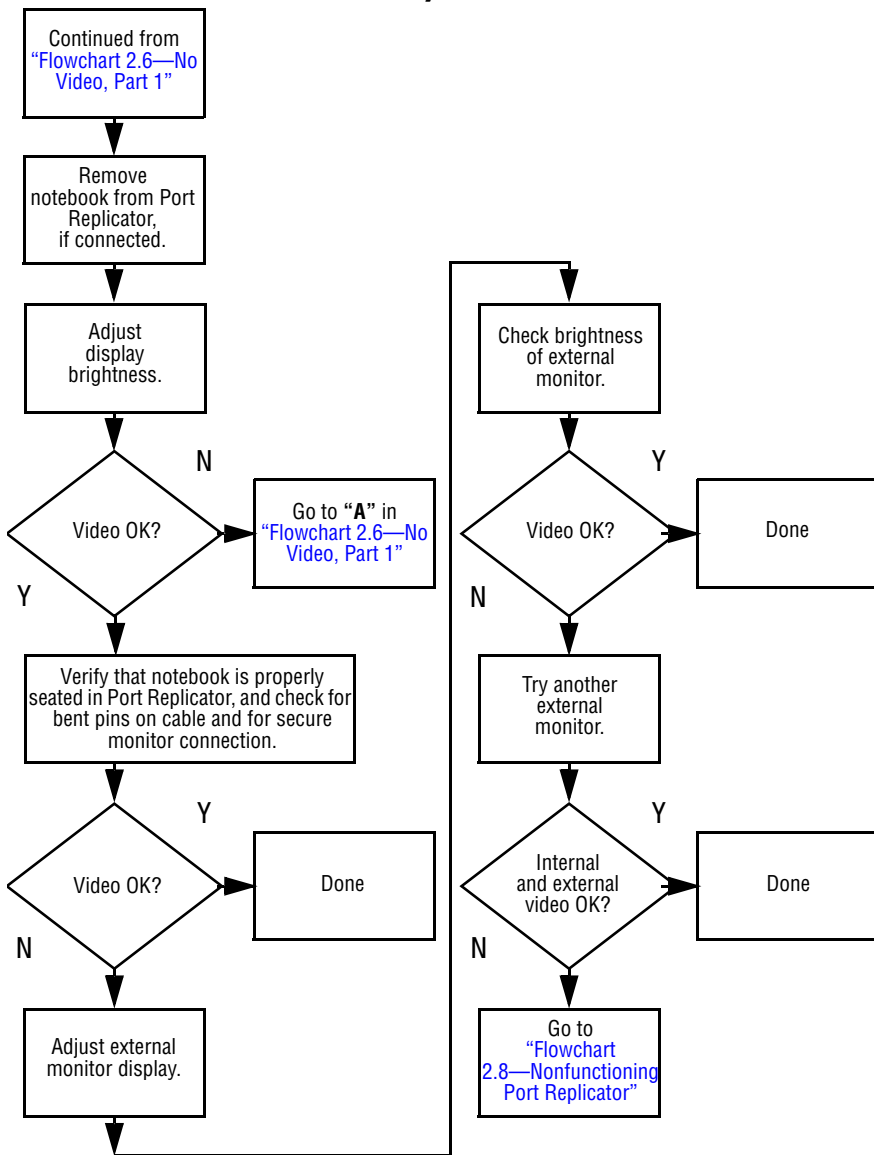 Continued from
“Flowchart 2.6—No
Video, Part 1”
Remove
notebook from Port
Replicator,
if connected.
Adjust
display
brightness.
N
Video OK?
Go to “A” in
“Flowchart 2.6—No
Video, Part 1”
Y
Verify that notebook is properly
seated in Port Replicator, and check for
bent pins on cable and for secure
monitor connection.
Y
Video OK?
Done
N
Adjust external
monitor display.
Check brightness
of external
monitor.
Y
Video OK?
Done
N
Try another
external
monitor.
Y
Internal
and external
video OK?
Done
N
Go to
“Flowchart
2.8—Nonfunctioning
Port Replicator”